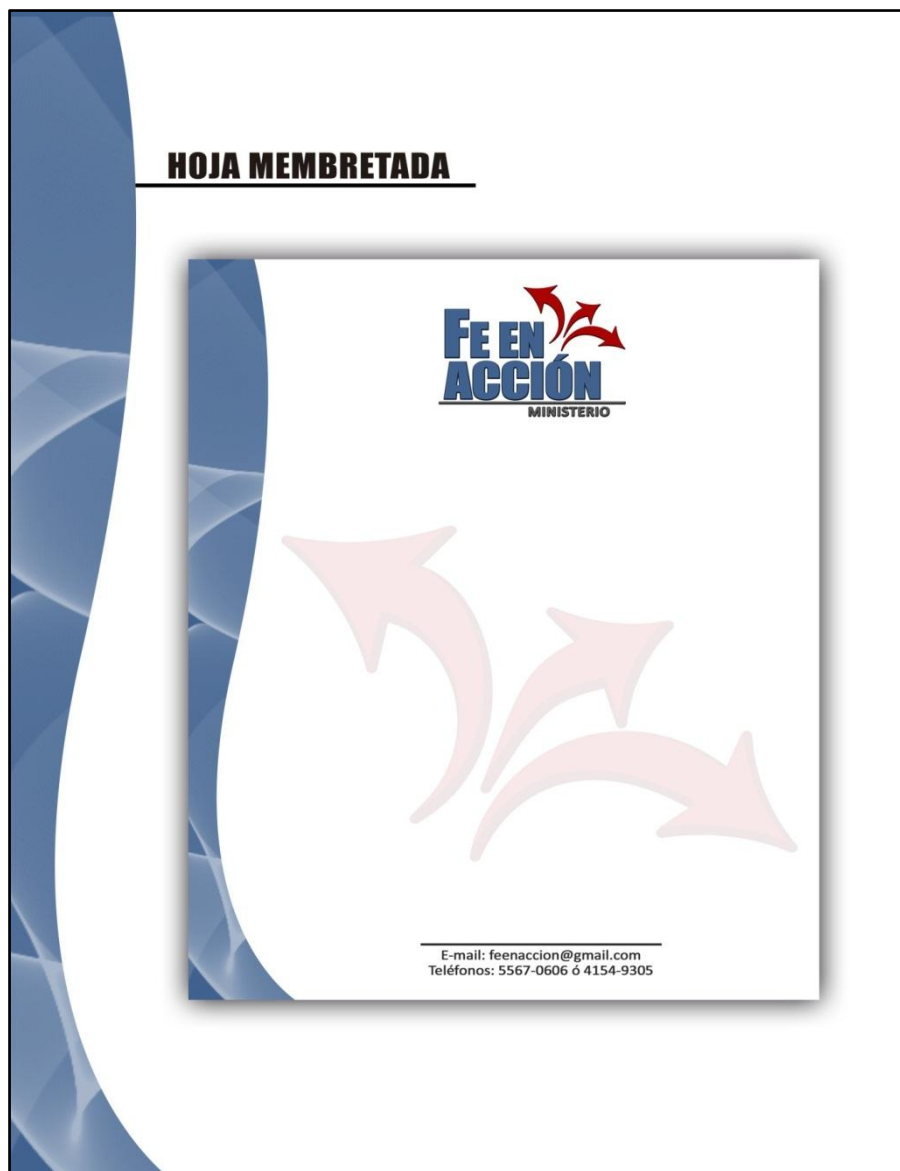 HOJA MEMBRETADA
FE EN
ACCIÓN
MINISTERIO
E-mail: feenaccion@gmail.com
Teléfonos: 5567-0606 ó 4154-9305